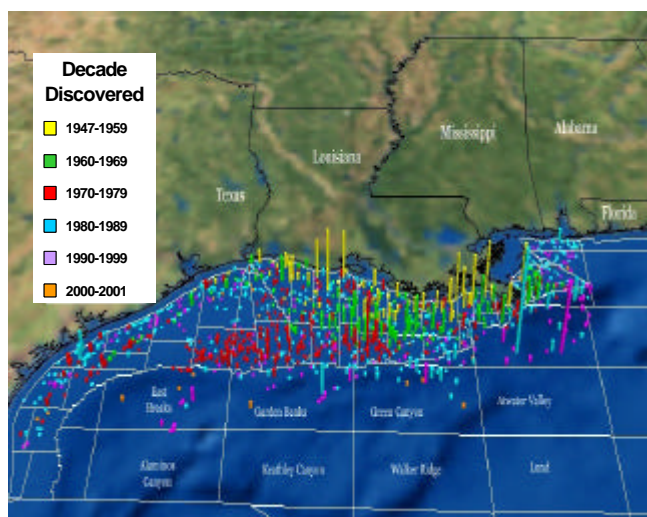 Decade
Discovered
1947-1959
1960-1969
1970-1979
1980-1989
1990-1999
2000-2001
Mississippi
Alabama
Louisiana
Texas
Florida
East
Breaks
Garden Banks
Green Canyon
Atwater Valley
Alaminos
Canyon
Keathley Canyon
Walker Ridge
Lund